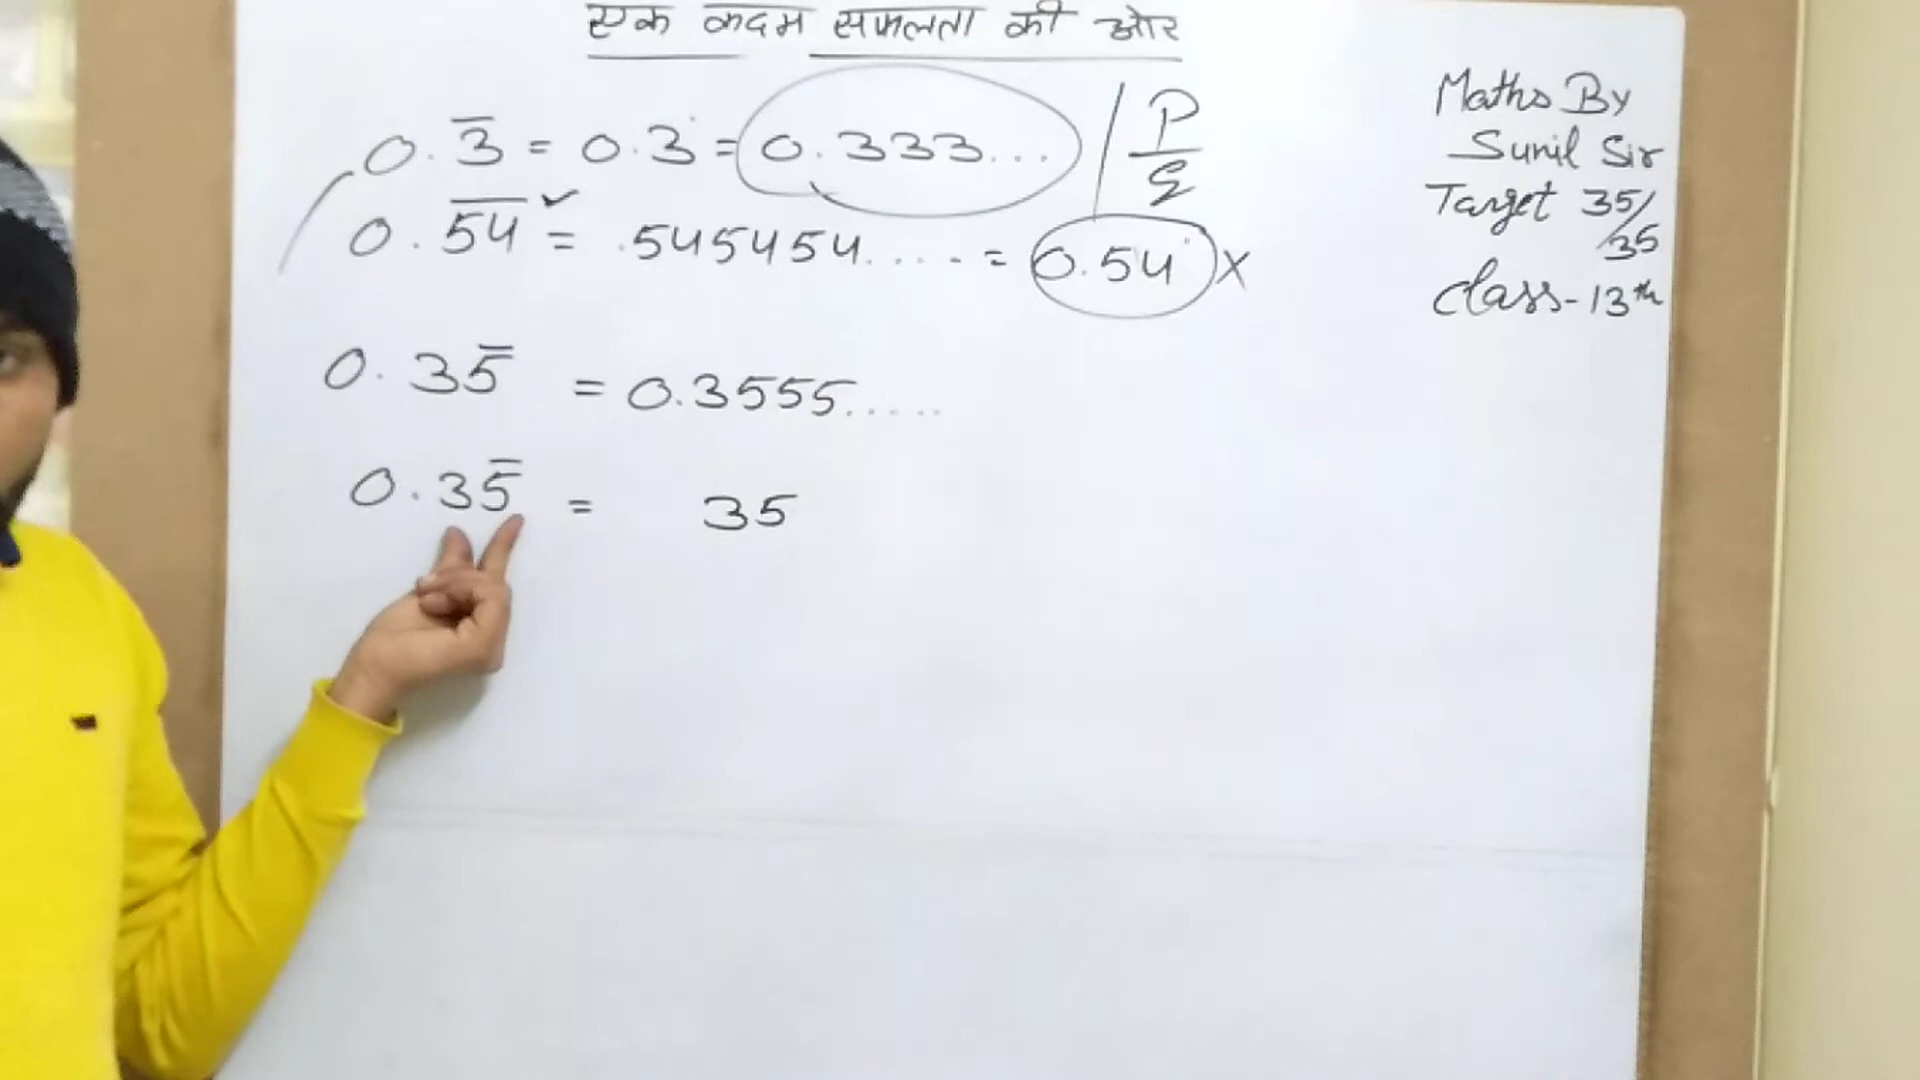 एक कदम सफलता की ओर
0.3̅ = 0.3̇ = 0.333... | P/q
0.5̅4̅ ✓ = .545454..... = 0.54̇ ×
0.35̅ = 0.3555.....
0.35̅ = 35
Maths By
Sunil Sir
Target 35/35
Class-13th